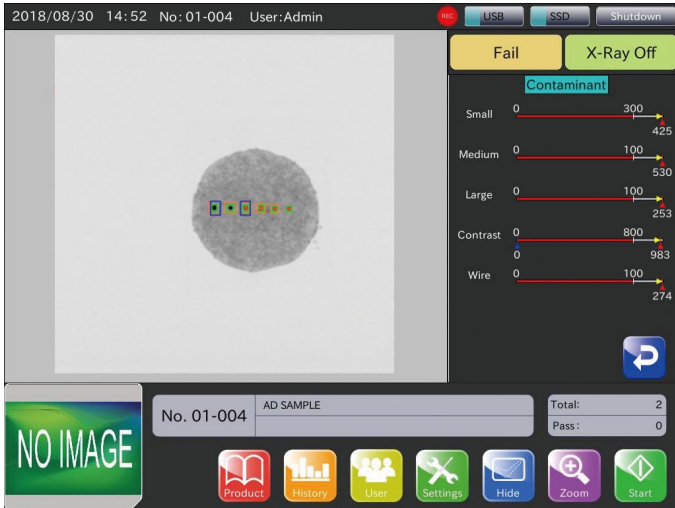 2018/08/30 14:52 No:01-004 User:Admin REC USB SSD Shutdown
Fail X-Ray Off
Contaminant
Small 0 300
425
Medium 0 100
530
Large 0 100
253
Contrast 0 800
0 983
Wire 0 100
274
NO IMAGE
No. 01-004
AD SAMPLE
Total: 2
Pass: 0
Product History User Settings Hide Zoom Start